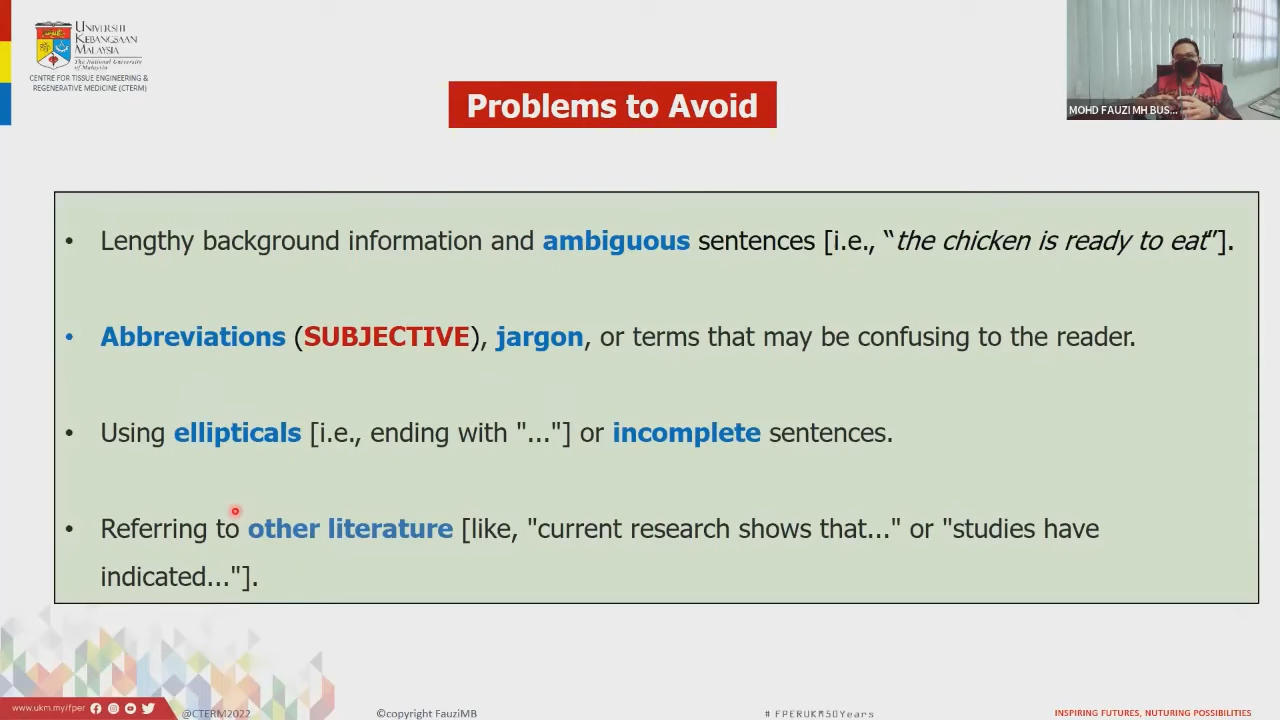 UNIVERSITI
KEBANGSAAN
MALAYSIA
The National University
of Malaysia
CENTRE FOR TISSUE ENGINEERING &
REGENERATIVE MEDICINE (CTERM)
MOHD FAUZI MH BUS...
Problems to Avoid
• Lengthy background information and ambiguous sentences [i.e., “the chicken is ready to eat”].
• Abbreviations (SUBJECTIVE), jargon, or terms that may be confusing to the reader.
• Using ellipticals [i.e., ending with "..."] or incomplete sentences.
• Referring to other literature [like, "current research shows that..." or "studies have
indicated..."].
www.ukm.my/fper
@CTERM2022
©copyright FauziMB
#FPERUKM50Years
INSPIRING FUTURES, NUTURING POSSIBILITIES